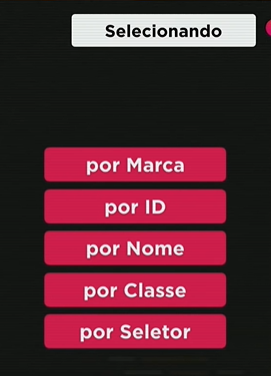 Selecionando
por Marca
por ID
por Nome
por Classe
por Seletor